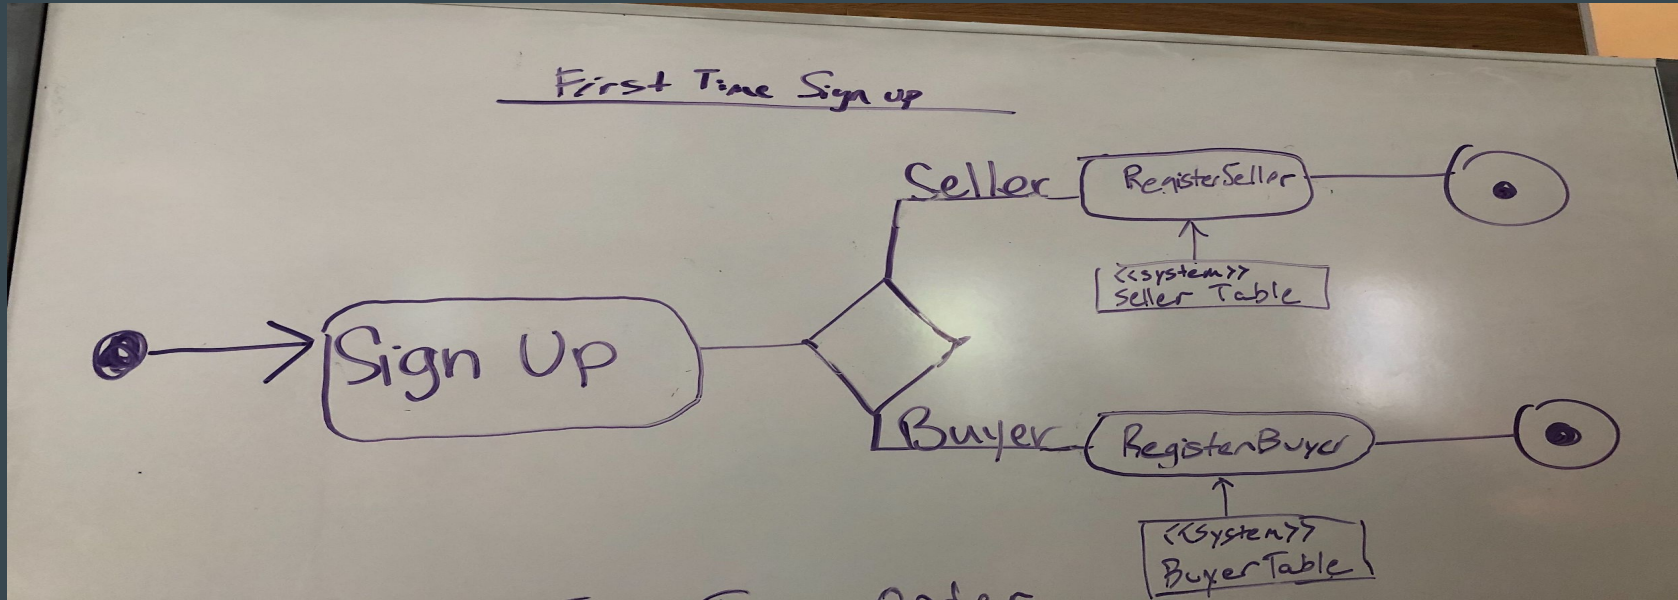 First Time Sign up
Seller
RegisterSeller
<<system>>
Seller Table
Sign Up
Buyer
RegisterBuyer
<<System>>
BuyerTable